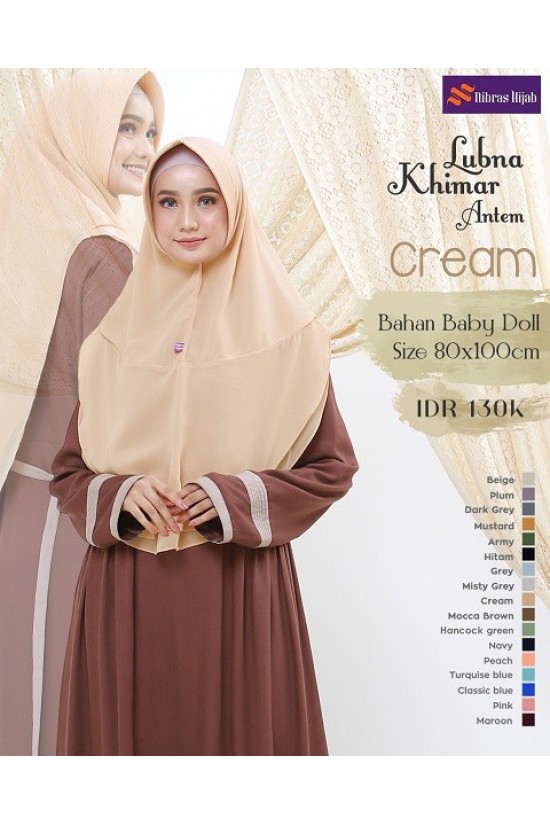 Nibras Hijab
Lubna
Khimar
Antem
Cream
Bahan Baby Doll
Size 80x100cm
IDR 130K
Beige
Plum
Dark Grey
Mustard
Army
Hitam
Grey
Misty Grey
Cream
Mocca Brown
Hancock green
Navy
Peach
Turquise blue
Classic blue
Pink
Maroon